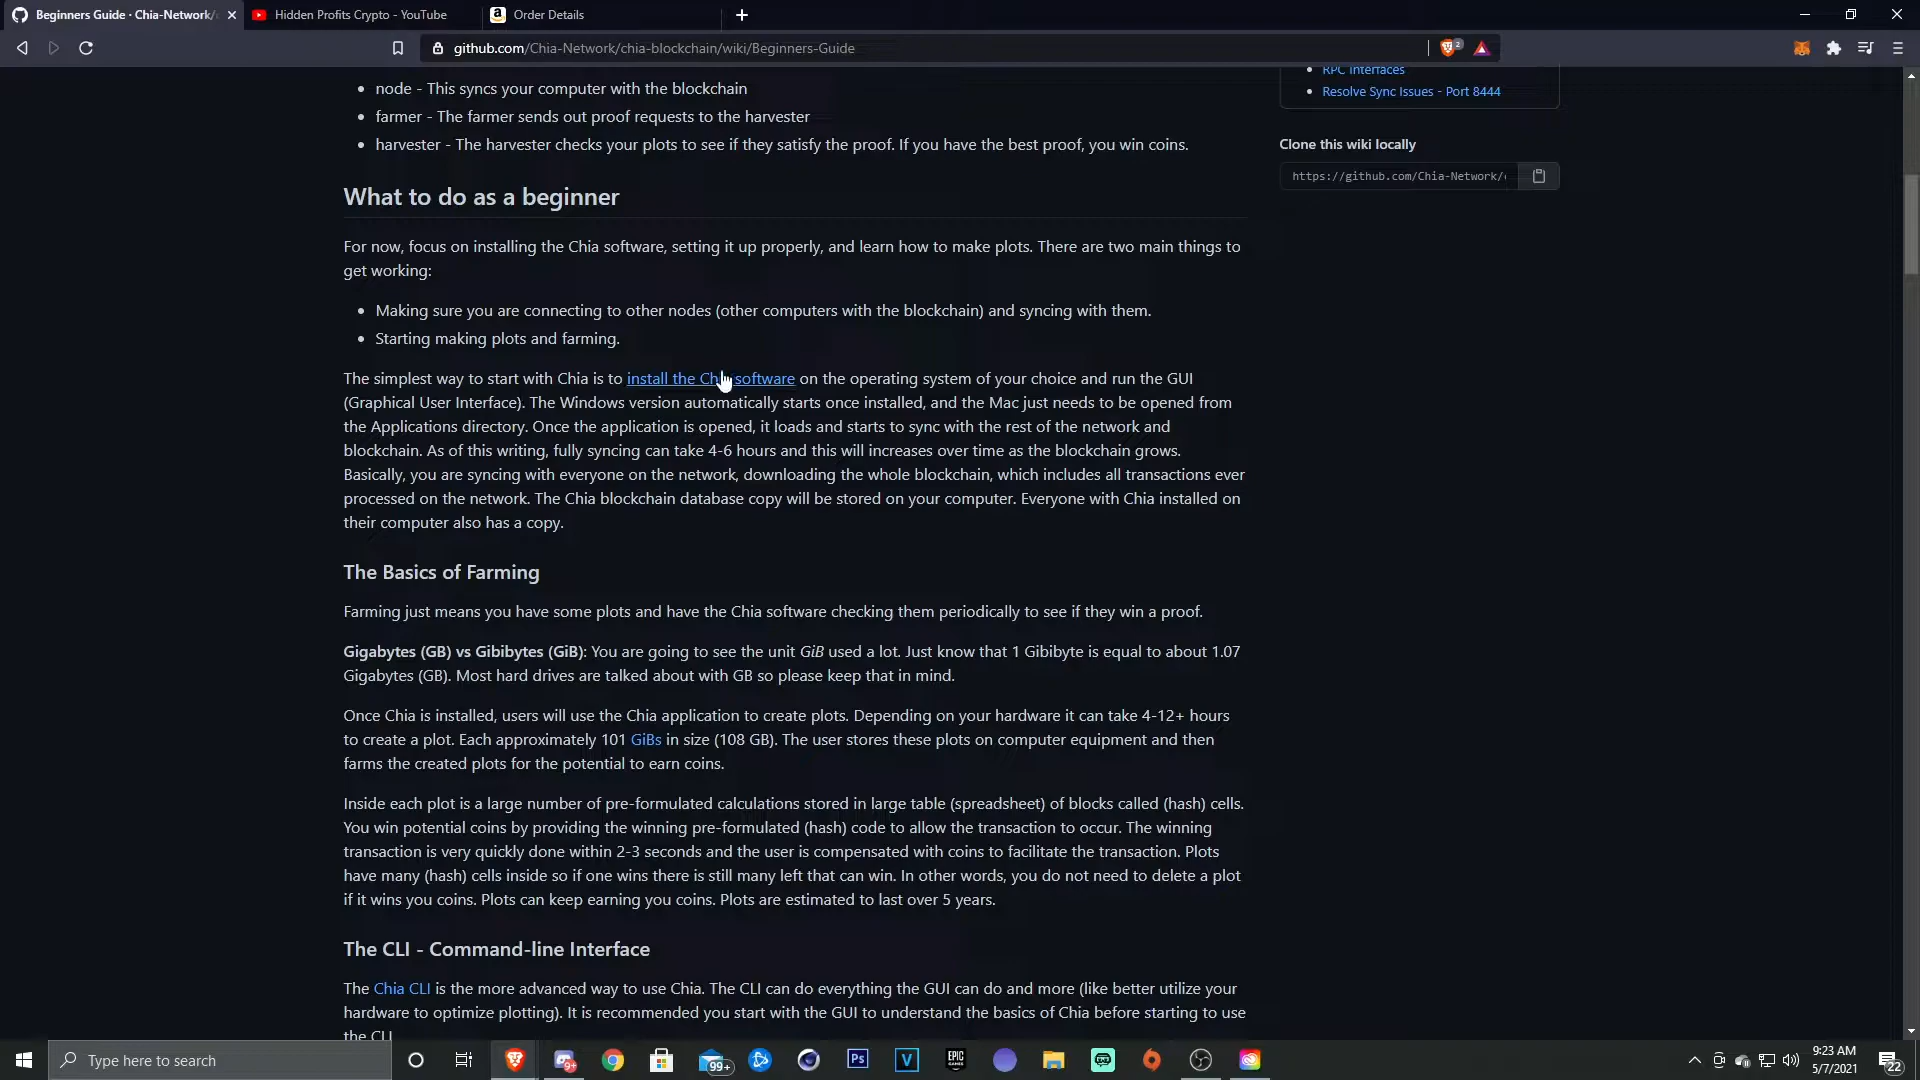 Beginners Guide · Chia-Network/
Hidden Profits Crypto - YouTube
Order Details
github.com/Chia-Network/chia-blockchain/wiki/Beginners-Guide
2
node - This syncs your computer with the blockchain
farmer - The farmer sends out proof requests to the harvester
harvester - The harvester checks your plots to see if they satisfy the proof. If you have the best proof, you win coins.
RPC Interfaces
Resolve Sync Issues - Port 8444
Clone this wiki locally
https://github.com/Chia-Network/
What to do as a beginner
For now, focus on installing the Chia software, setting it up properly, and learn how to make plots. There are two main things to
get working:
Making sure you are connecting to other nodes (other computers with the blockchain) and syncing with them.
Starting making plots and farming.
The simplest way to start with Chia is to install the Ch software on the operating system of your choice and run the GUI
(Graphical User Interface). The Windows version automatically starts once installed, and the Mac just needs to be opened from
the Applications directory. Once the application is opened, it loads and starts to sync with the rest of the network and
blockchain. As of this writing, fully syncing can take 4-6 hours and this will increases over time as the blockchain grows.
Basically, you are syncing with everyone on the network, downloading the whole blockchain, which includes all transactions ever
processed on the network. The Chia blockchain database copy will be stored on your computer. Everyone with Chia installed on
their computer also has a copy.
The Basics of Farming
Farming just means you have some plots and have the Chia software checking them periodically to see if they win a proof.
Gigabytes (GB) vs Gibibytes (GiB): You are going to see the unit GiB used a lot. Just know that 1 Gibibyte is equal to about 1.07
Gigabytes (GB). Most hard drives are talked about with GB so please keep that in mind.
Once Chia is installed, users will use the Chia application to create plots. Depending on your hardware it can take 4-12+ hours
to create a plot. Each approximately 101 GiBs in size (108 GB). The user stores these plots on computer equipment and then
farms the created plots for the potential to earn coins.
Inside each plot is a large number of pre-formulated calculations stored in large table (spreadsheet) of blocks called (hash) cells.
You win potential coins by providing the winning pre-formulated (hash) code to allow the transaction to occur. The winning
transaction is very quickly done within 2-3 seconds and the user is compensated with coins to facilitate the transaction. Plots
have many (hash) cells inside so if one wins there is still many left that can win. In other words, you do not need to delete a plot
if it wins you coins. Plots can keep earning you coins. Plots are estimated to last over 5 years.
The CLI - Command-line Interface
The Chia CLI is the more advanced way to use Chia. The CLI can do everything the GUI can do and more (like better utilize your
hardware to optimize plotting). It is recommended you start with the GUI to understand the basics of Chia before starting to use
the CLI
Type here to search
9+
99+
Ps
V
EPIC GAMES
9:23 AM
5/7/2021
22